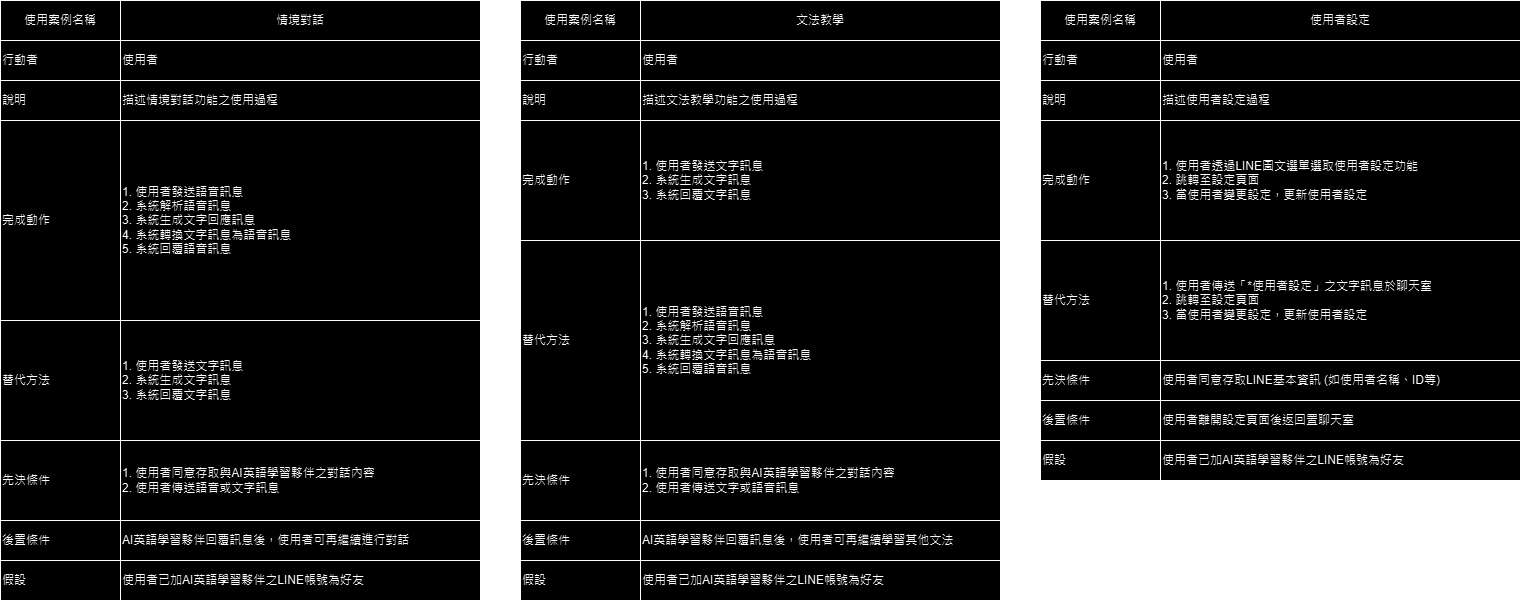 使用案例名稱 情境對話
行動者 使用者
說明 描述情境對話功能之使用過程
完成動作
1. 使用者發送語音訊息
2. 系統解析語音訊息
3. 系統生成文字回應訊息
4. 系統轉換文字訊息為語音訊息
5. 系統回覆語音訊息
替代方法
1. 使用者發送文字訊息
2. 系統生成文字訊息
3. 系統回覆文字訊息
先決條件
1. 使用者同意存取與AI英語學習夥伴之對話內容
2. 使用者傳送語音或文字訊息
後置條件 AI英語學習夥伴回覆訊息後，使用者可再繼續進行對話
假設 使用者已加AI英語學習夥伴之LINE帳號為好友
使用案例名稱 文法教學
行動者 使用者
說明 描述文法教學功能之使用過程
完成動作
1. 使用者發送文字訊息
2. 系統生成文字訊息
3. 系統回覆文字訊息
替代方法
1. 使用者發送語音訊息
2. 系統解析語音訊息
3. 系統生成文字回應訊息
4. 系統轉換文字訊息為語音訊息
5. 系統回覆語音訊息
先決條件
1. 使用者同意存取與AI英語學習夥伴之對話內容
2. 使用者傳送文字或語音訊息
後置條件 AI英語學習夥伴回覆訊息後，使用者可再繼續學習其他文法
假設 使用者已加AI英語學習夥伴之LINE帳號為好友
使用案例名稱 使用者設定
行動者 使用者
說明 描述使用者設定過程
完成動作
1. 使用者透過LINE圖文選單選取使用者設定功能
2. 跳轉至設定頁面
3. 當使用者變更設定，更新使用者設定
替代方法
1. 使用者傳送「*使用者設定」之文字訊息於聊天室
2. 跳轉至設定頁面
3. 當使用者變更設定，更新使用者設定
先決條件 使用者同意存取LINE基本資訊 (如使用者名稱、ID等)
後置條件 使用者離開設定頁面後返回置聊天室
假設 使用者已加AI英語學習夥伴之LINE帳號為好友